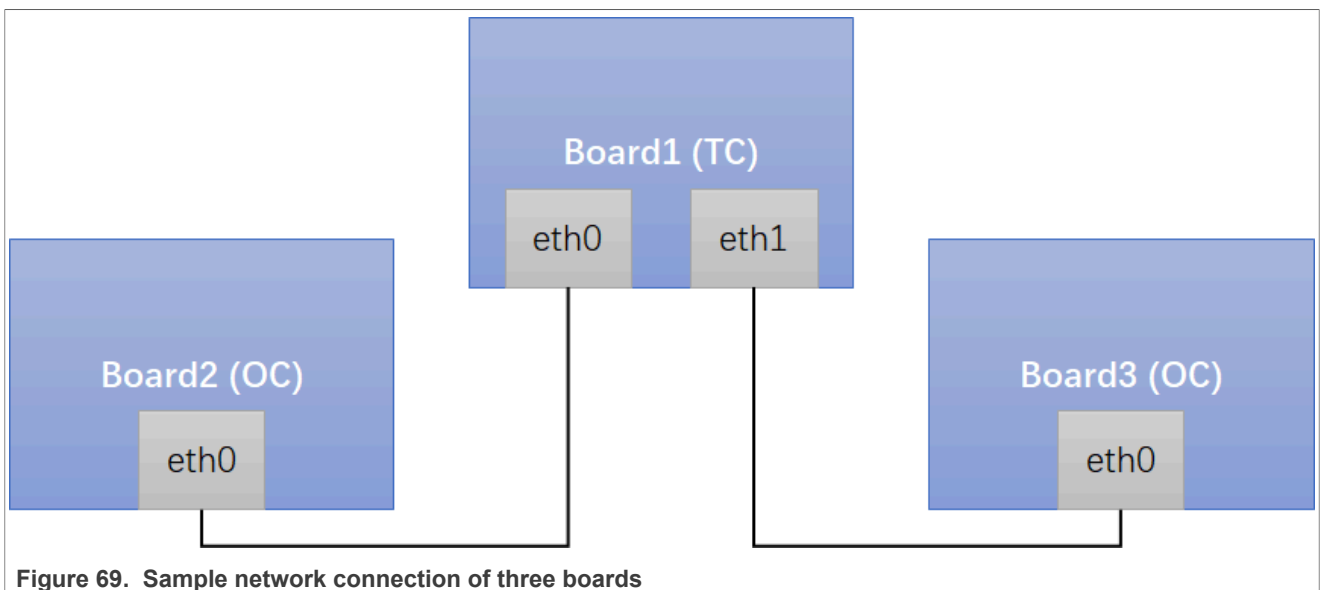 Board1 (TC)
eth0
eth1
Board2 (OC)
eth0
Board3 (OC)
eth0
Figure 69. Sample network connection of three boards